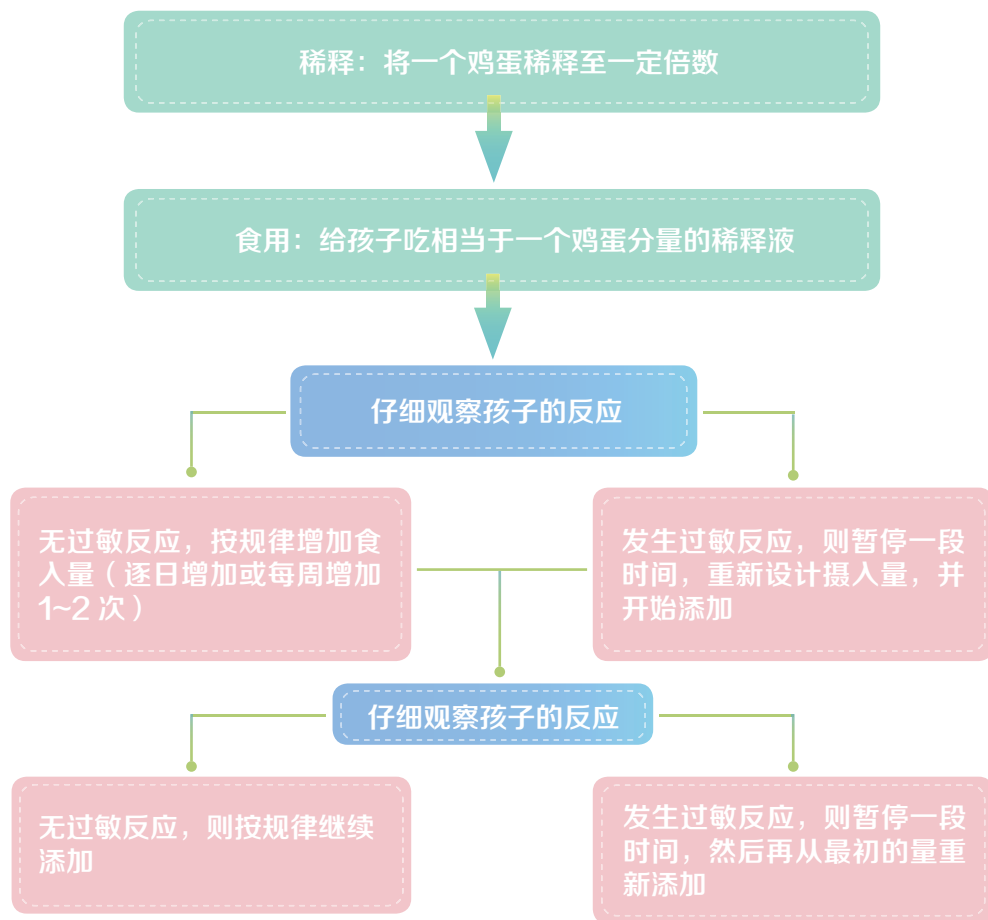 稀释：将一个鸡蛋稀释至一定倍数
食用：给孩子吃相当于一个鸡蛋分量的稀释液
仔细观察孩子的反应
无过敏反应，按规律增加食
入量（逐日增加或每周增加
1~2 次）
发生过敏反应，则暂停一段
时间，重新设计摄入量，并
开始添加
仔细观察孩子的反应
无过敏反应，则按规律继续
添加
发生过敏反应，则暂停一段
时间，然后再从最初的量重
新添加